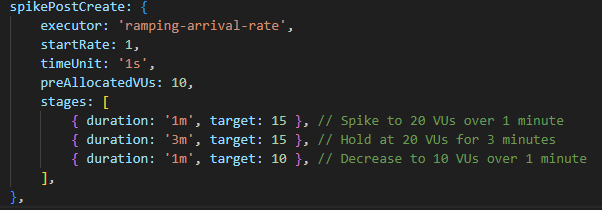 spikePostCreate: {
    executor: 'ramping-arrival-rate',
    startRate: 1,
    timeUnit: '1s',
    preAllocatedVUs: 10,
    stages: [
        { duration: '1m', target: 15 }, // Spike to 20 VUs over 1 minute
        { duration: '3m', target: 15 }, // Hold at 20 VUs for 3 minutes
        { duration: '1m', target: 10 }, // Decrease to 10 VUs over 1 minute
    ],
},